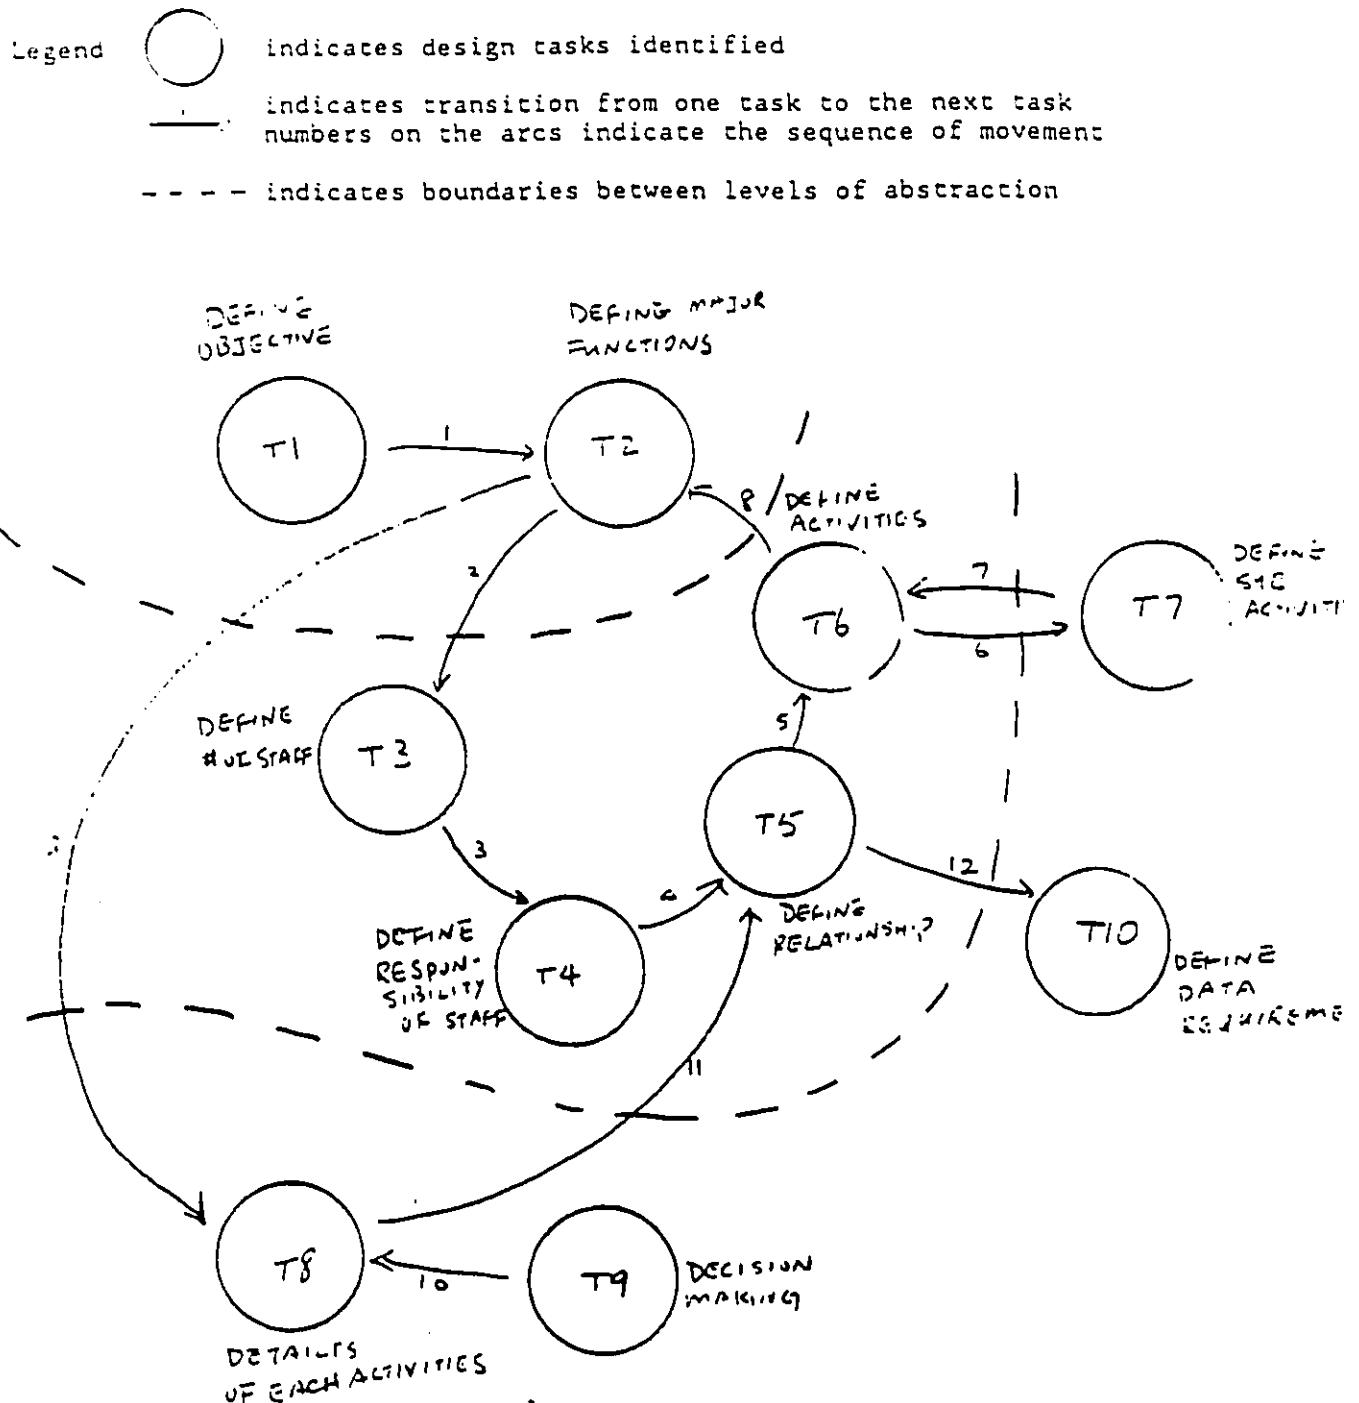 Legend
indicates design tasks identified
indicates transition from one task to the next task
numbers on the arcs indicate the sequence of movement
indicates boundaries between levels of abstraction
DEFINE
OBJECTIVE
DEFINE MAJOR
FUNCTIONS
T1
1
T2
8
DEFINE
ACTIVITIES
2
T6
7
6
T7
DEFINE
ACTIVITI
DEFINE
STAFF
T3
5
3
T5
12
4
DEFINE
RELATIONSHIP
T10
DEFINE
RESPON-
SIBILITY
OF STAFF
T4
DEFINE
DATA
REQUIREME
11
T8
10
T9
DECISION
MAKING
DETAILS
OF EACH ACTIVITIES